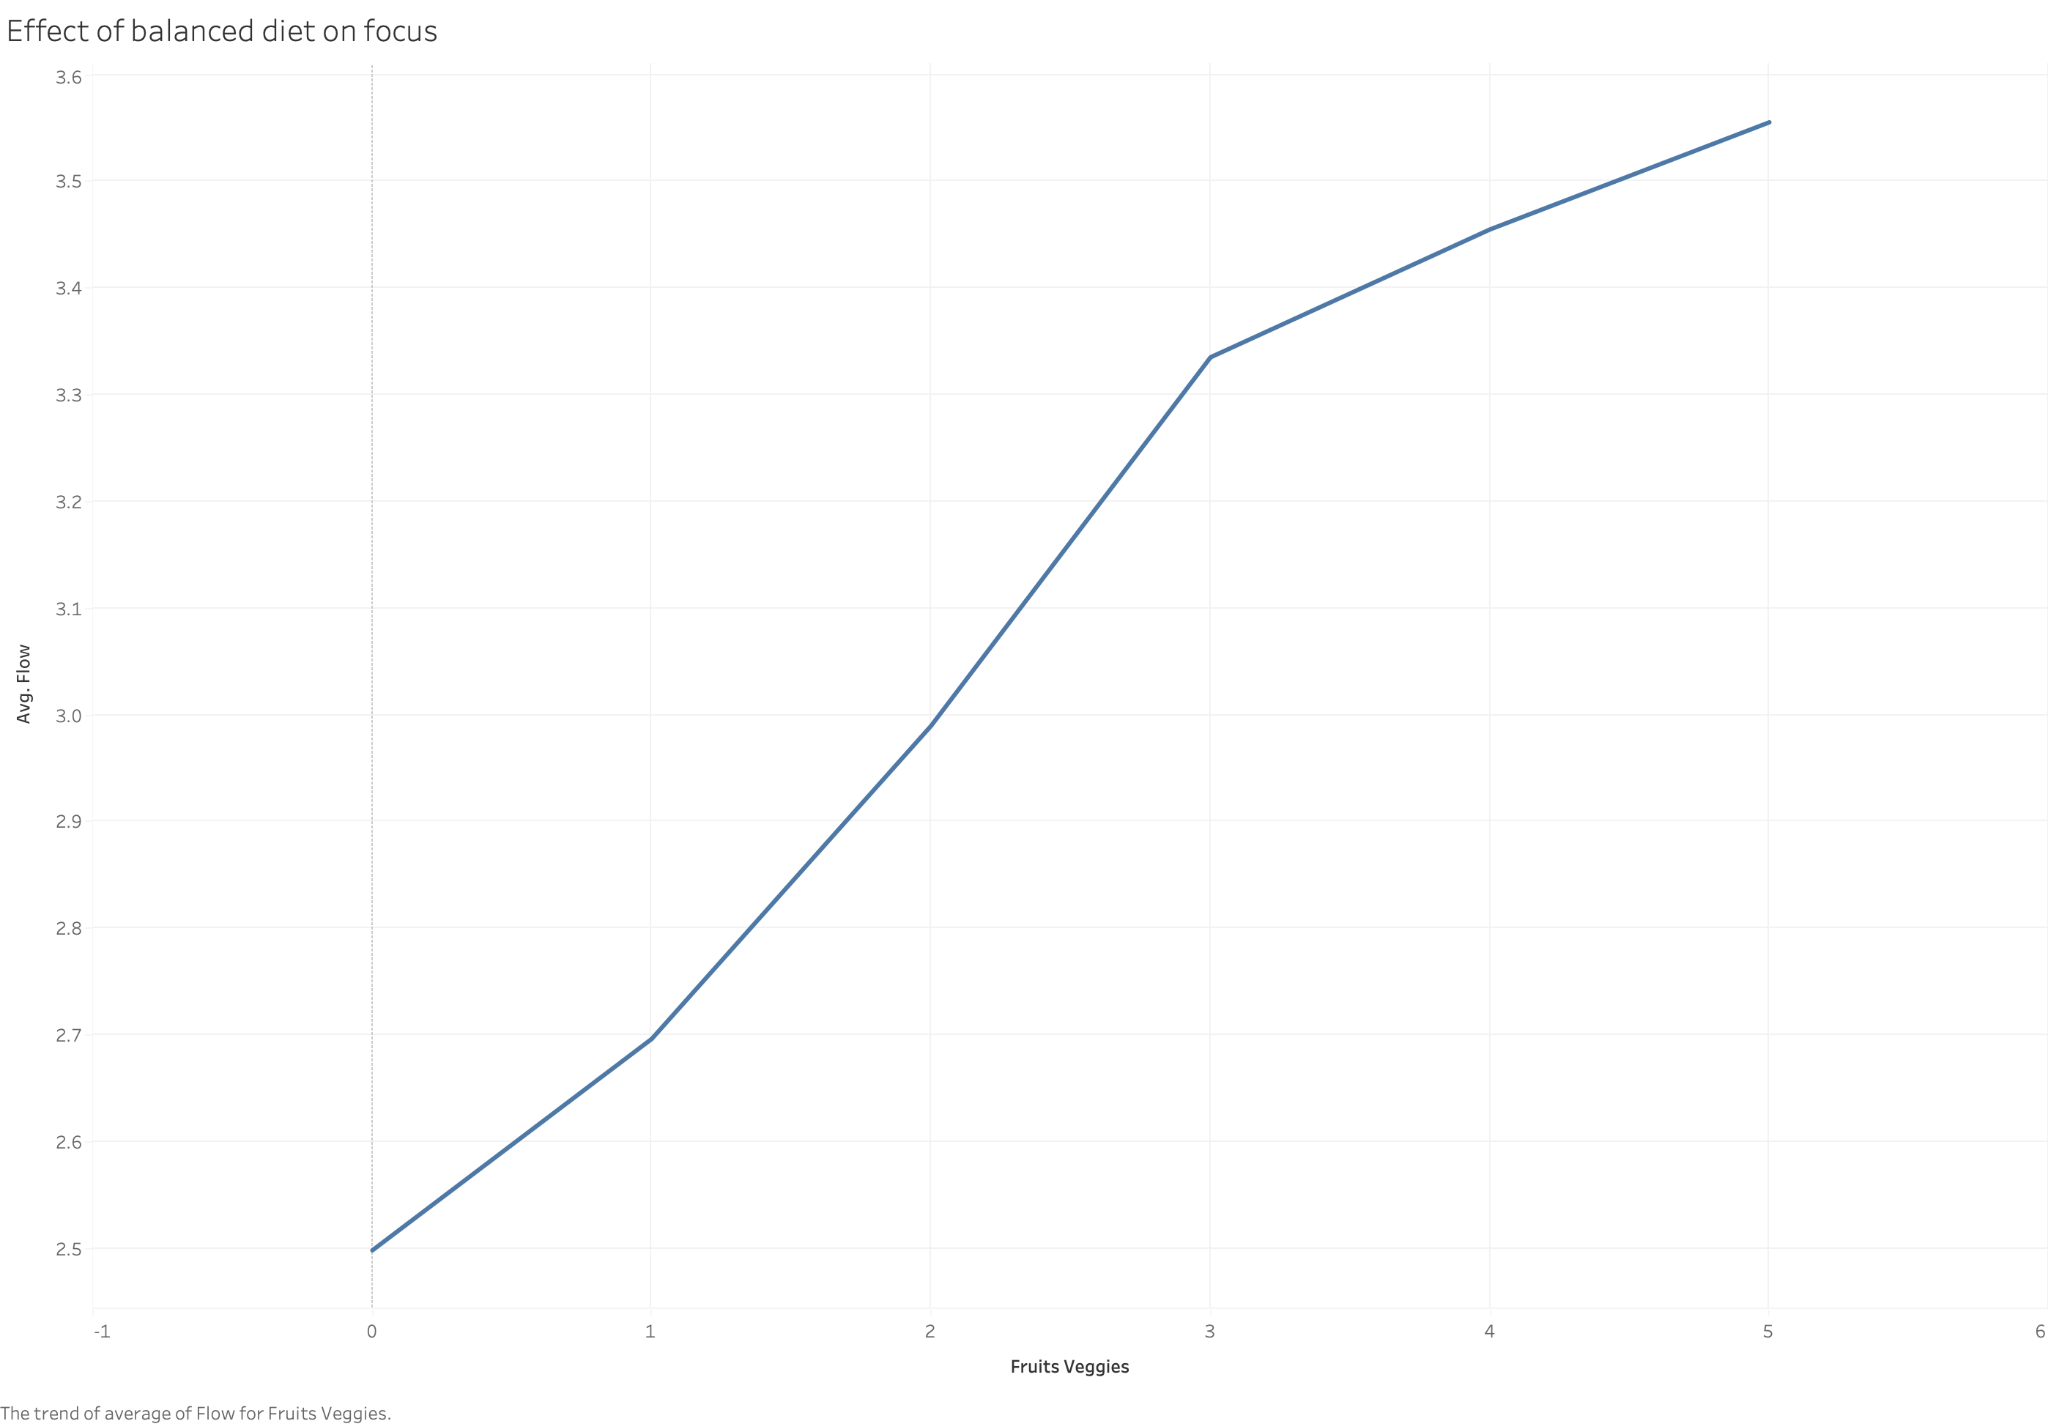 Effect of balanced diet on focus
3.6
3.5
3.4
3.3
3.2
3.1
3.0
2.9
2.8
2.7
2.6
2.5
Avg. Flow
-1 0 1 2 3 4 5 6
Fruits Veggies
The trend of average of Flow for Fruits Veggies.